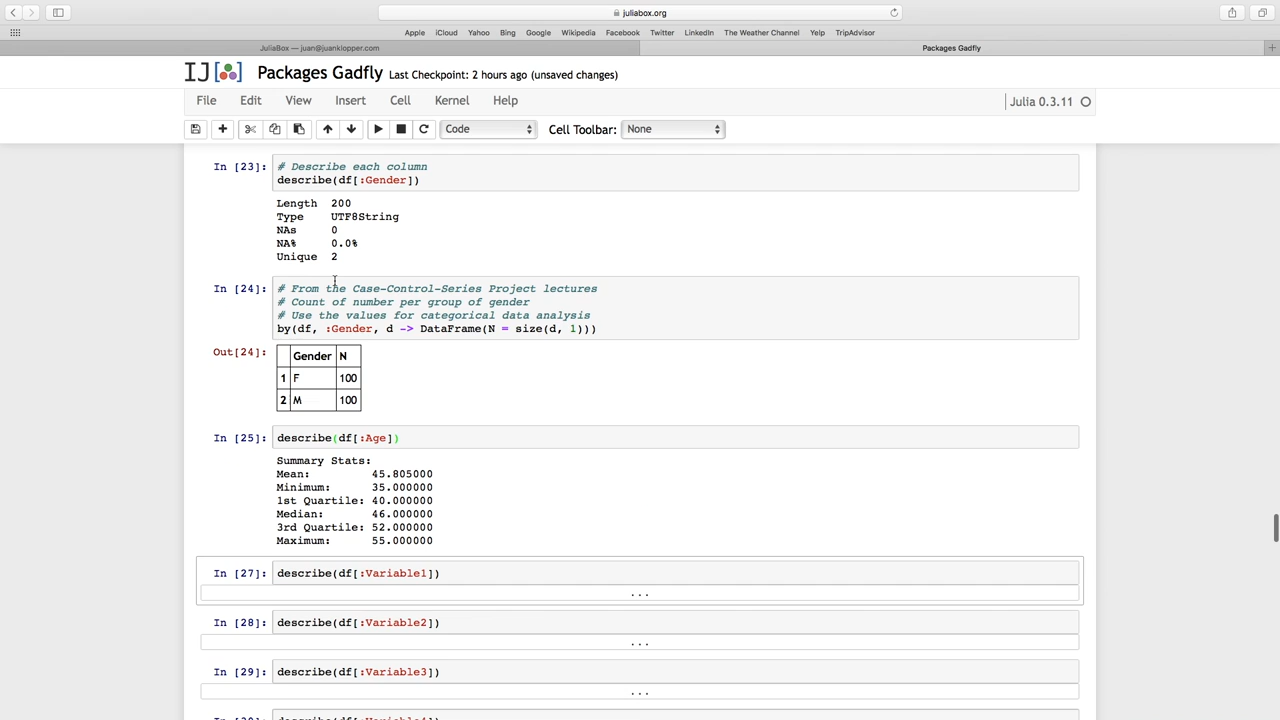 juliabox.org
Apple iCloud Yahoo Bing Google Wikipedia Facebook Twitter LinkedIn The Weather Channel Yelp TripAdvisor
JuliaBox — juan@juanklopper.com
Packages Gadfly
IJ[ ] Packages Gadfly Last Checkpoint: 2 hours ago (unsaved changes)
File Edit View Insert Cell Kernel Help Julia 0.3.11
Code Cell Toolbar: None
In [23]: # Describe each column
describe(df[:Gender])
Length 200
Type UTF8String
NAs 0
NA% 0.0%
Unique 2
In [24]: # From the Case-Control-Series Project lectures
# Count of number per group of gender
# Use the values for categorical data analysis
by(df, :Gender, d -> DataFrame(N = size(d, 1)))
Out[24]:
Gender N
1 F 100
2 M 100
In [25]: describe(df[:Age])
Summary Stats:
Mean: 45.805000
Minimum: 35.000000
1st Quartile: 40.000000
Median: 46.000000
3rd Quartile: 52.000000
Maximum: 55.000000
In [27]: describe(df[:Variable1])
...
In [28]: describe(df[:Variable2])
...
In [29]: describe(df[:Variable3])
...